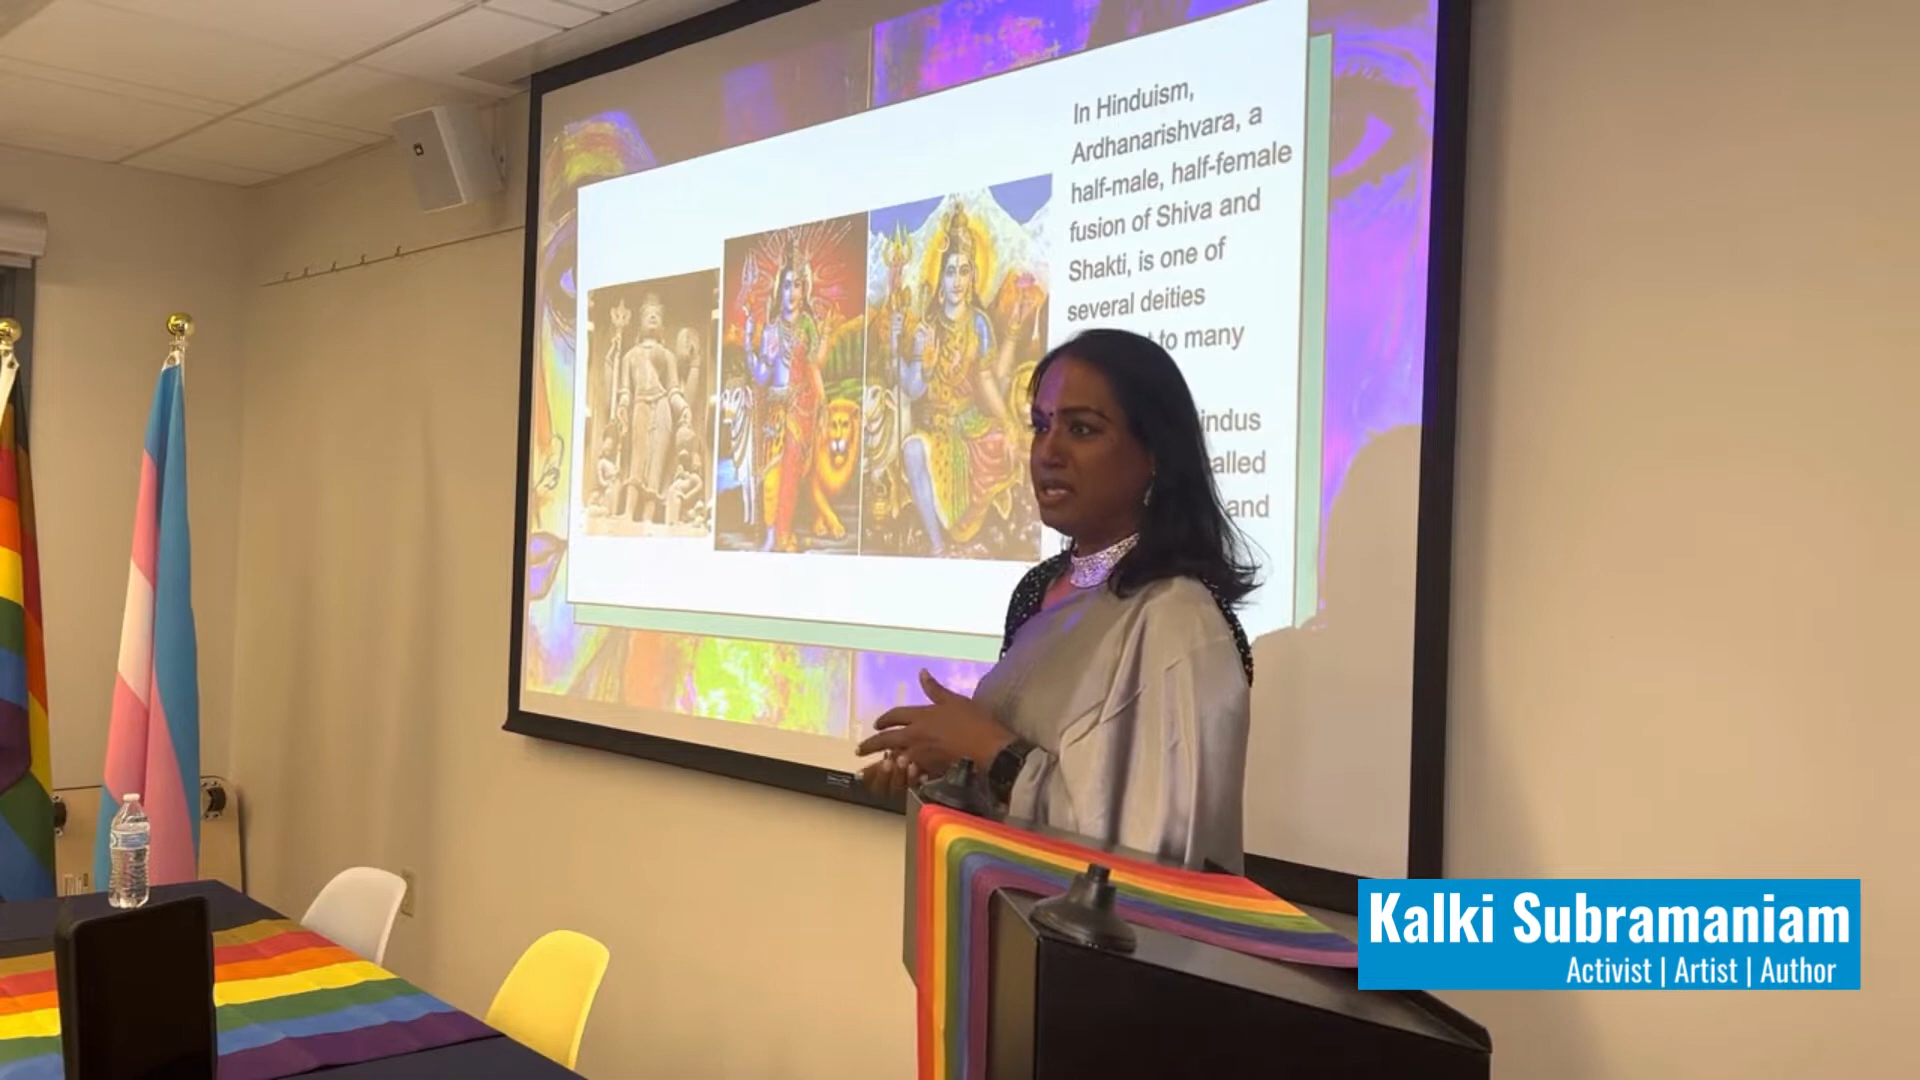 In Hinduism,
Ardhanarishvara, a
half-male, half-female
fusion of Shiva and
Shakti, is one of
several deities
to many
indus
alled
and
Kalki Subramaniam
Activist | Artist | Author